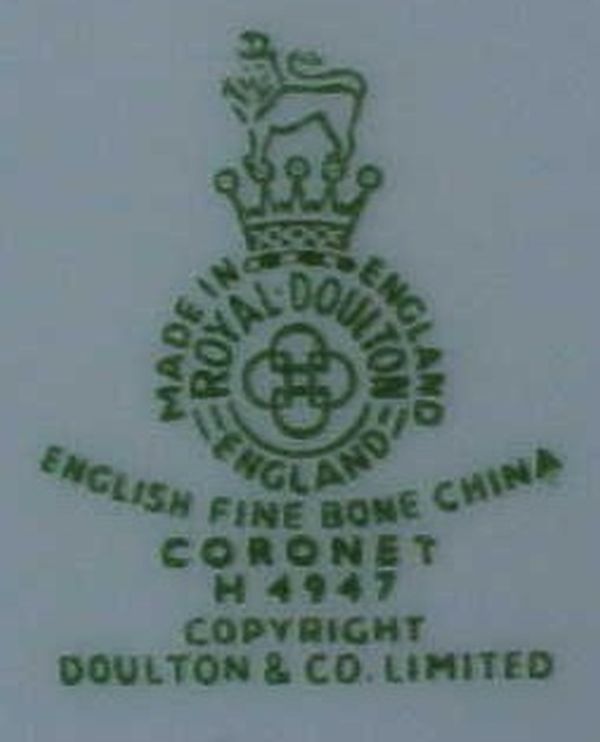 MADE IN ENGLAND
ROYAL·DOULTON
ENGLAND
ENGLISH FINE BONE CHINA
CORONET
H 4947
COPYRIGHT
DOULTON & CO. LIMITED